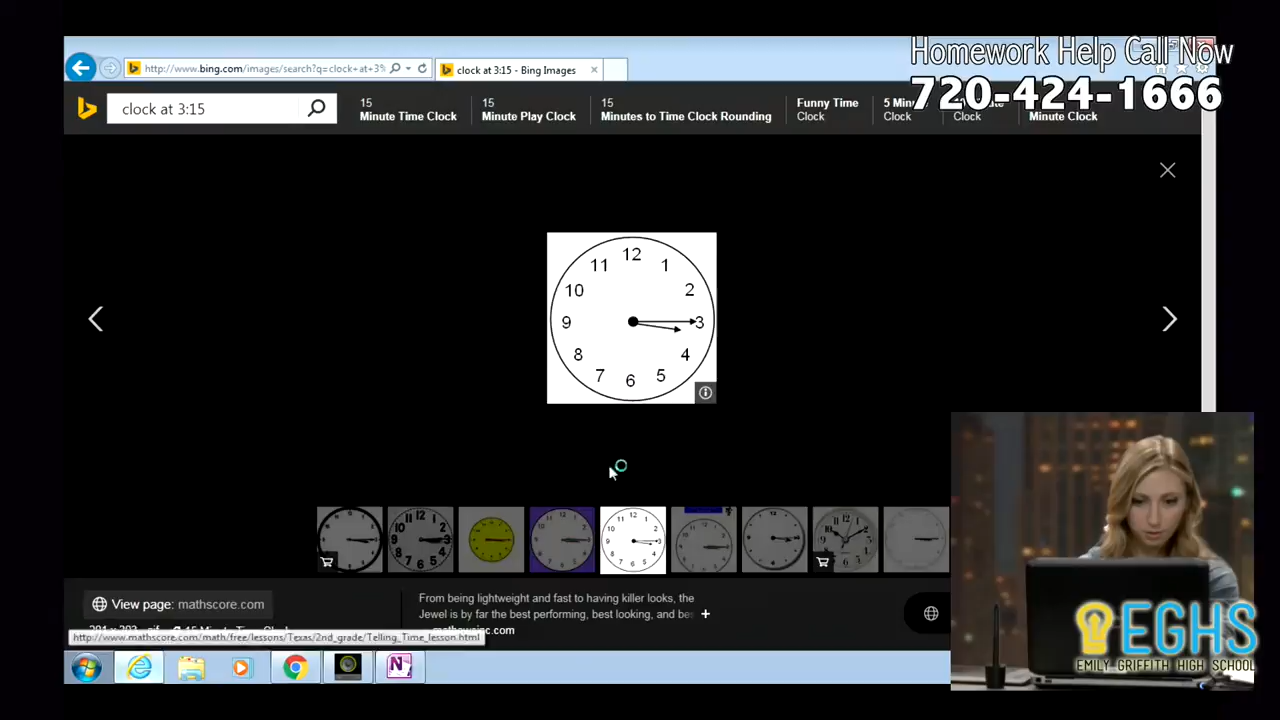 Homework Help Call Now
720-424-1666
http://www.bing.com/images/search?q=clock+at+3%
clock at 3:15 - Bing Images
clock at 3:15
15
Minute Time Clock
15
Minute Play Clock
15
Minutes to Time Clock Rounding
Funny Time
Clock
5 Minu
Clock
Clock
Minute Clock
12
11
1
10
2
9
3
8
4
7
6
5
View page: mathscore.com
From being lightweight and fast to having killer looks, the
Jewel is by far the best performing, best looking, and be
http://www.mathscore.com/math/free/lessons/Texas/2nd_grade/Telling_Time_lesson.html
EGHS
EMILY GRIFFITH HIGH SCHOOL